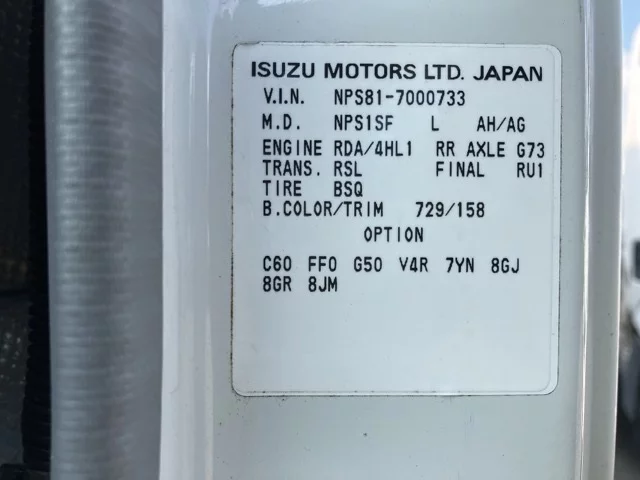 ISUZU MOTORS LTD. JAPAN
V.I.N. NPS81-7000733
M.D. NPS1SF L AH/AG
ENGINE RDA/4HL1 RR AXLE G73
TRANS. RSL FINAL RU1
TIRE BSQ
B.COLOR/TRIM 729/158
OPTION
C60 FF0 G50 V4R 7YN 8GJ
8GR 8JM